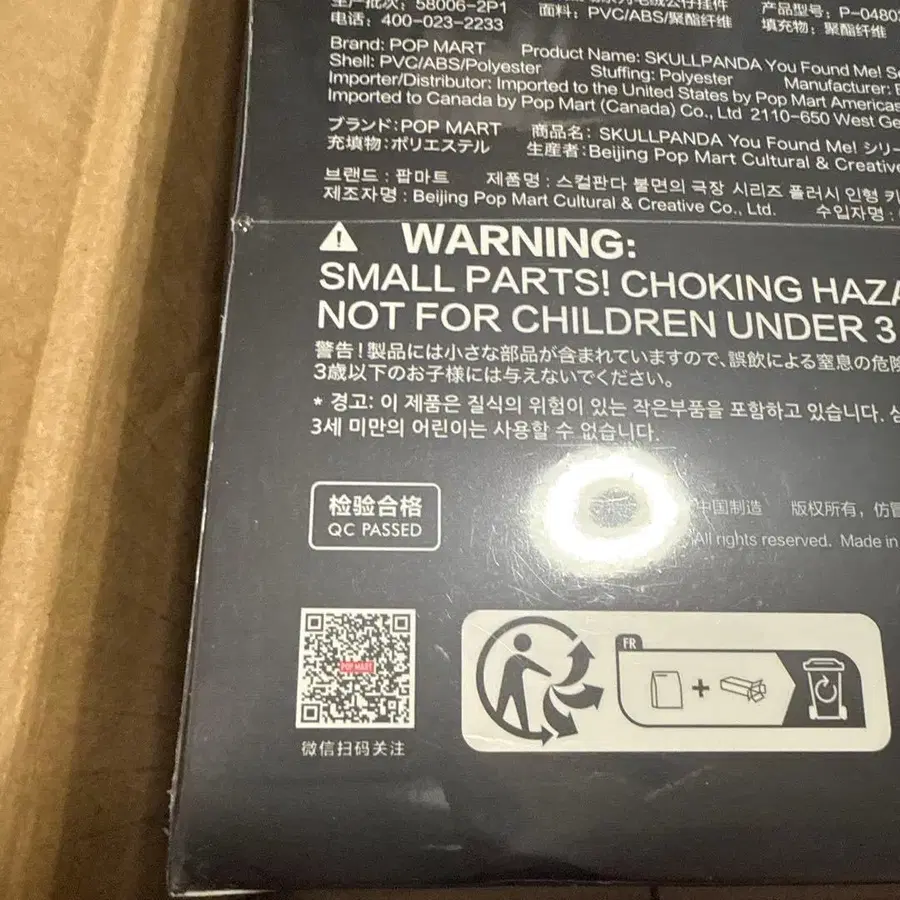 生产批次：58006-2P1
面料：PVC/ABS/聚酯纤维
产品型号：P-0480
电话：400-023-2233
填充物：聚酯纤维
Brand: POP MART Product Name: SKULLPANDA You Found Me!
Shell: PVC/ABS/Polyester Stuffing: Polyester Manufacturer:
Importer/Distributor: Imported to the United States by Pop Mart Americas
Imported to Canada by Pop Mart (Canada) Co., Ltd 2110-650 West
ブランド：POP MART 商品名：SKULLPANDA You Found Me! シリ
充填物：ポリエステル 生産者：Beijing Pop Mart Cultural & Creative
브랜드 : 팝마트 제품명 : 스컬판다 불면의 극장 시리즈 플러시 인형 키
제조자명 : Beijing Pop Mart Cultural & Creative Co., Ltd. 수입자명 :
WARNING:
SMALL PARTS! CHOKING HAZA
NOT FOR CHILDREN UNDER 3
警告！製品には小さな部品が含まれていますので、誤飲による窒息の危険
3歳以下のお子様には与えないでください。
* 경고: 이 제품은 질식의 위험이 있는 작은부품을 포함하고 있습니다.
3세 미만의 어린이는 사용할 수 없습니다.
检验合格
QC PASSED
中国制造 版权所有，仿冒
All rights reserved. Made in
POP MART
微信扫码关注
FR